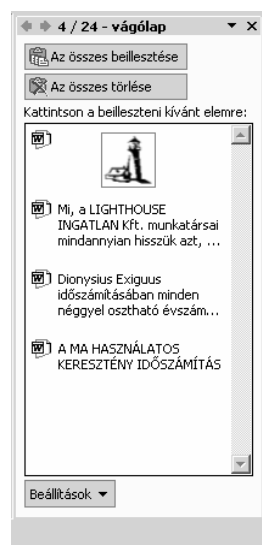 4 / 24 - vágólap
Az összes beillesztése
Az összes törlése
Kattintson a beilleszteni kívánt elemre:
Mi, a LIGHTHOUSE
INGATLAN Kft. munkatársai
mindannyian hisszük azt, ...
Dionysius Exiguus
időszámításában minden
néggyel osztható évszám...
A MA HASZNÁLATOS
KERESZTÉNY IDŐSZÁMÍTÁS
Beállítások